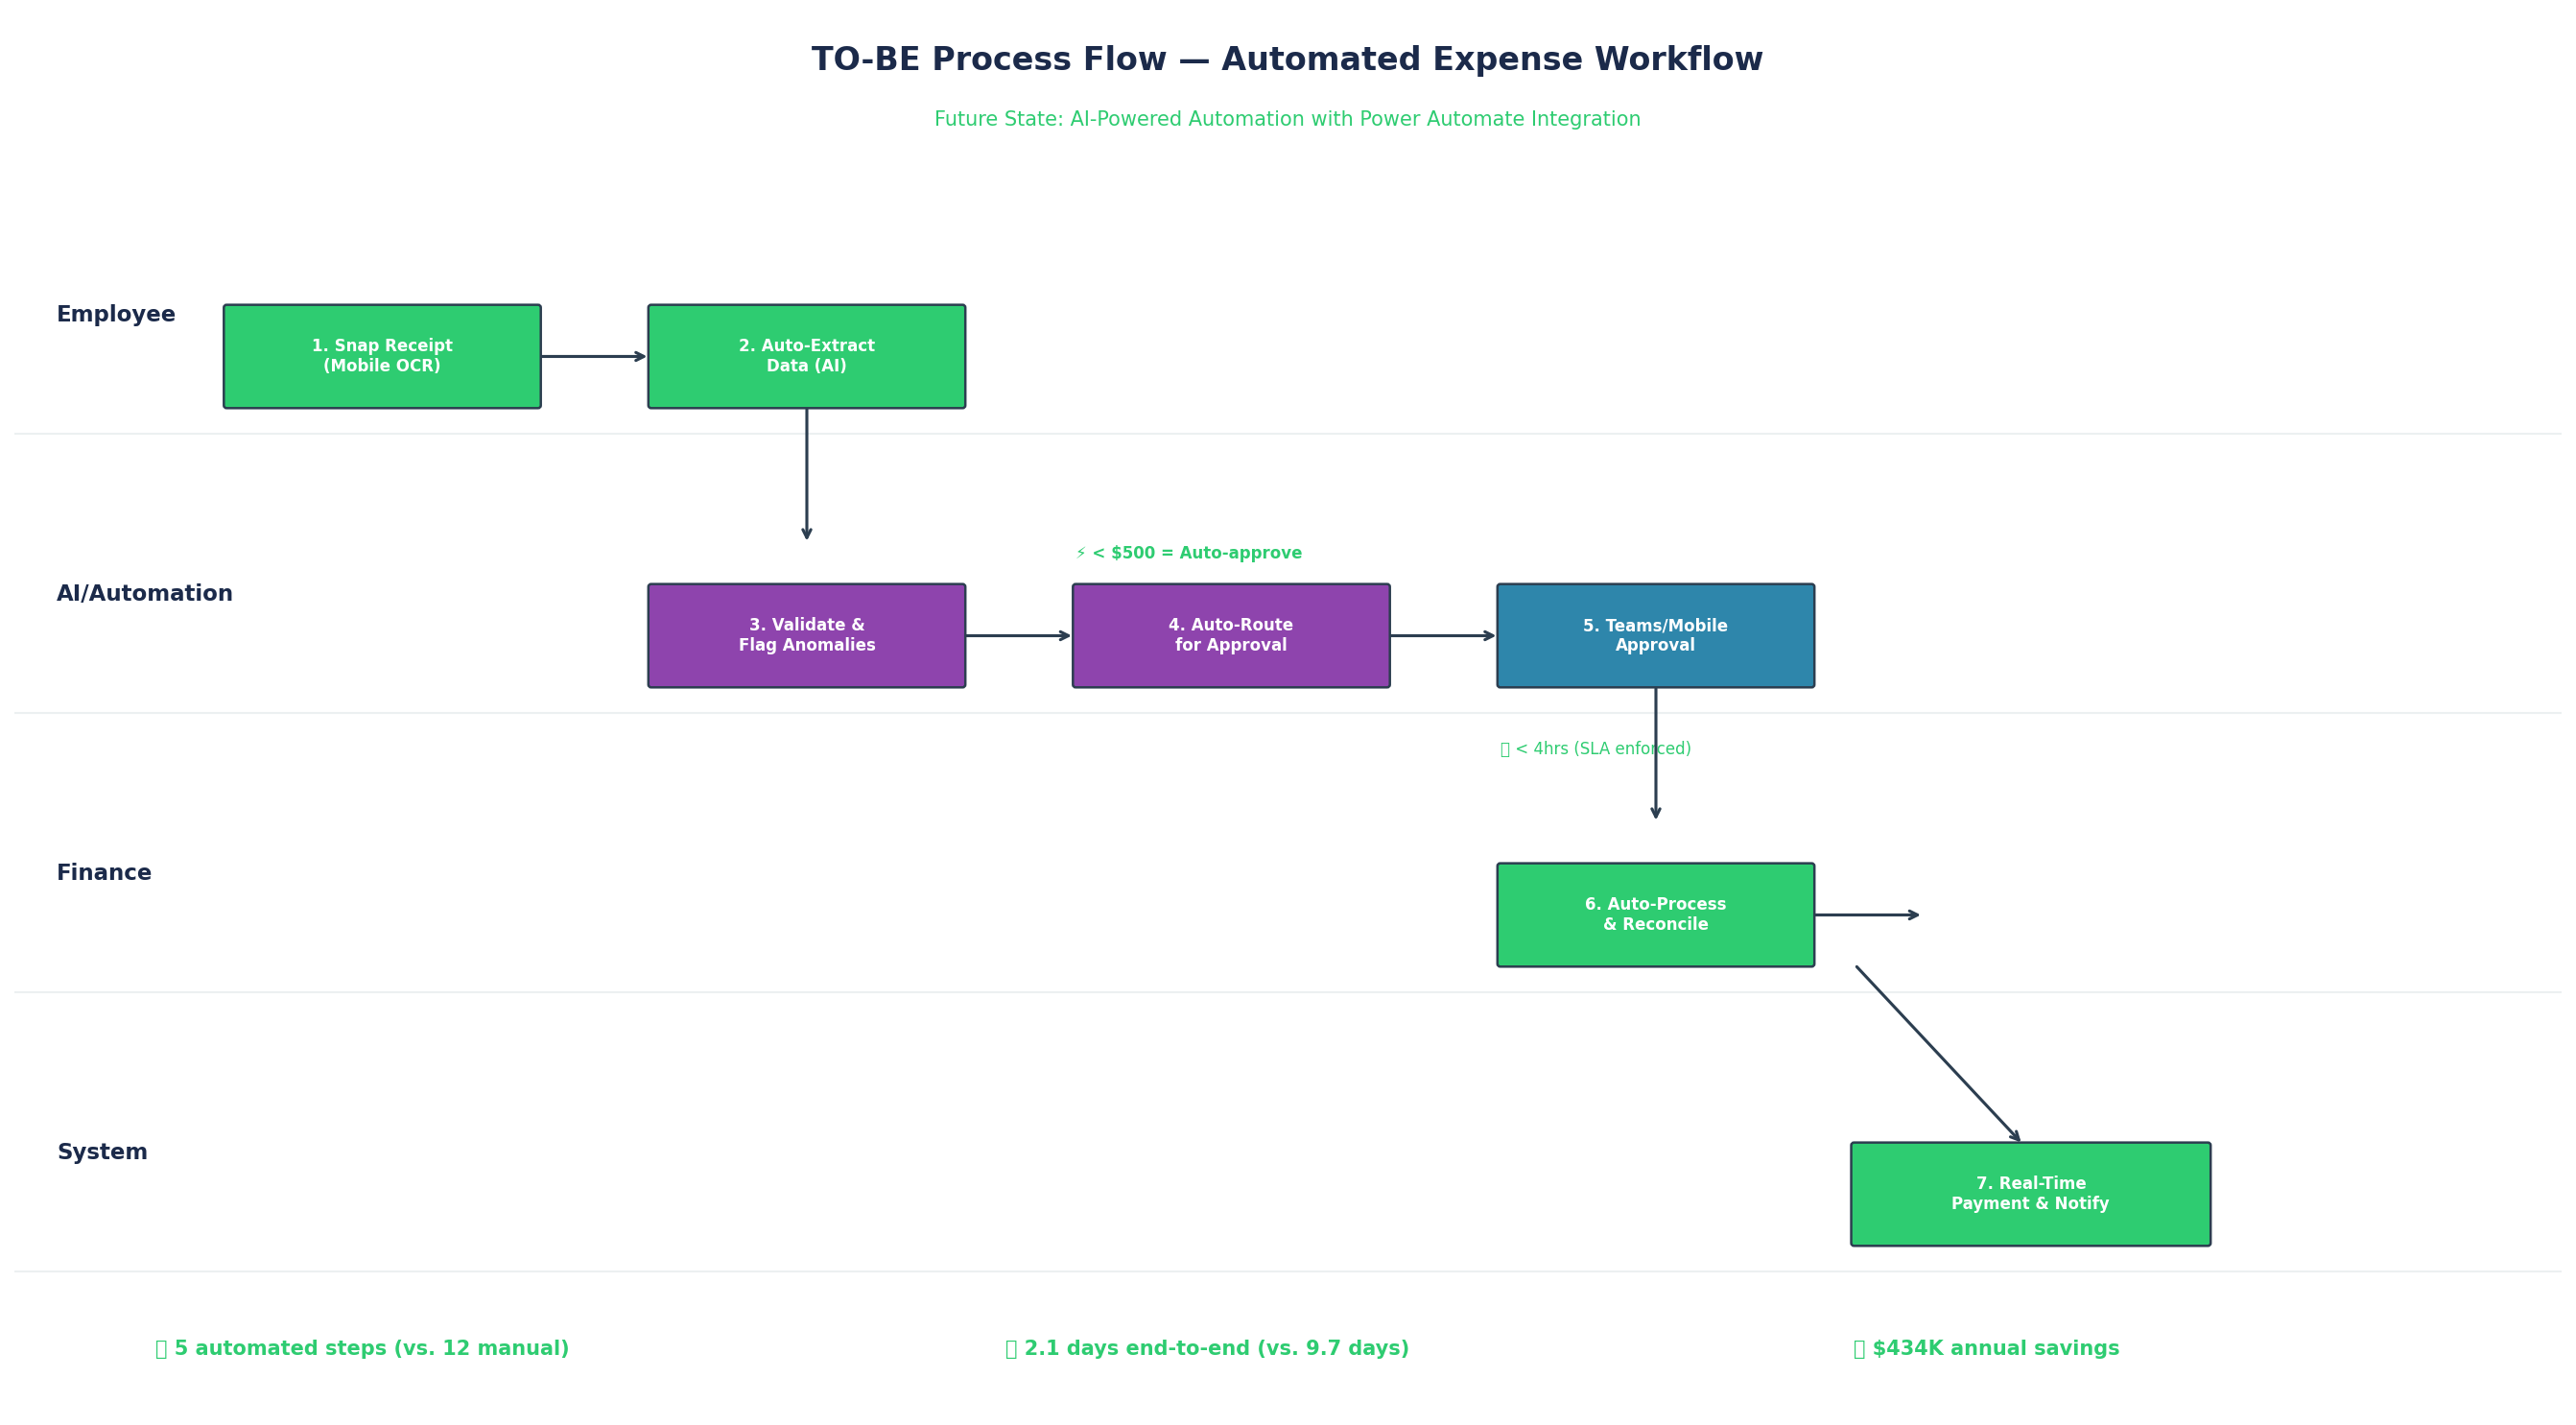 TO-BE Process Flow — Automated Expense Workflow
Future State: AI-Powered Automation with Power Automate Integration
Employee
1. Snap Receipt
(Mobile OCR)
2. Auto-Extract
Data (AI)
AI/Automation
⚡ < $500 = Auto-approve
3. Validate &
Flag Anomalies
4. Auto-Route
for Approval
5. Teams/Mobile
Approval
< 4hrs (SLA enforced)
Finance
6. Auto-Process
& Reconcile
System
7. Real-Time
Payment & Notify
5 automated steps (vs. 12 manual)
2.1 days end-to-end (vs. 9.7 days)
$434K annual savings